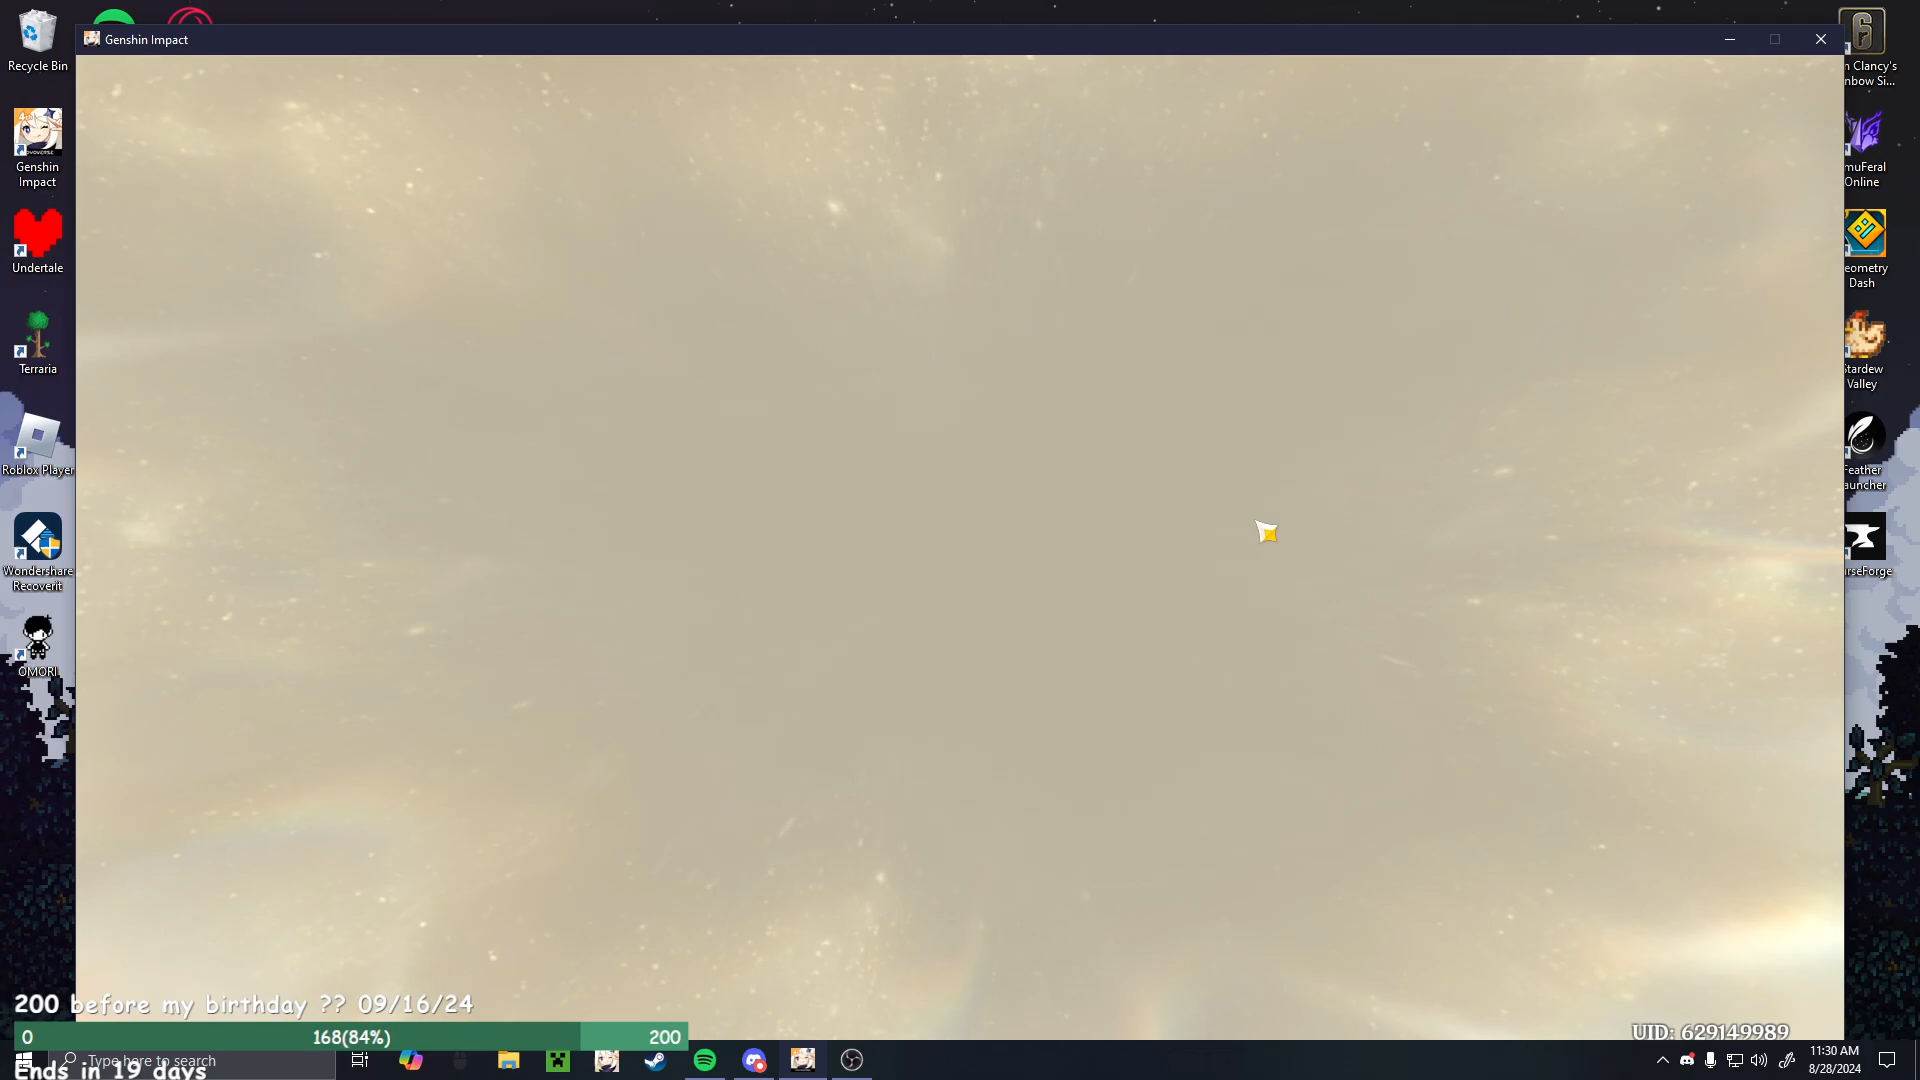 Genshin Impact
Recycle Bin
Genshin
Impact
Undertale
Terraria
Roblox Player
Wondershare
Recoverit
OMORI
Clancy's
nbow Si...
muFeral
Online
eometry
Dash
Stardew
Valley
Feather
auncher
rseForge
200 before my birthday ?? 09/16/24
0
168(84%)
200
Ends in 19 days
Type here to search
UID: 629149989
11:30 AM
8/28/2024